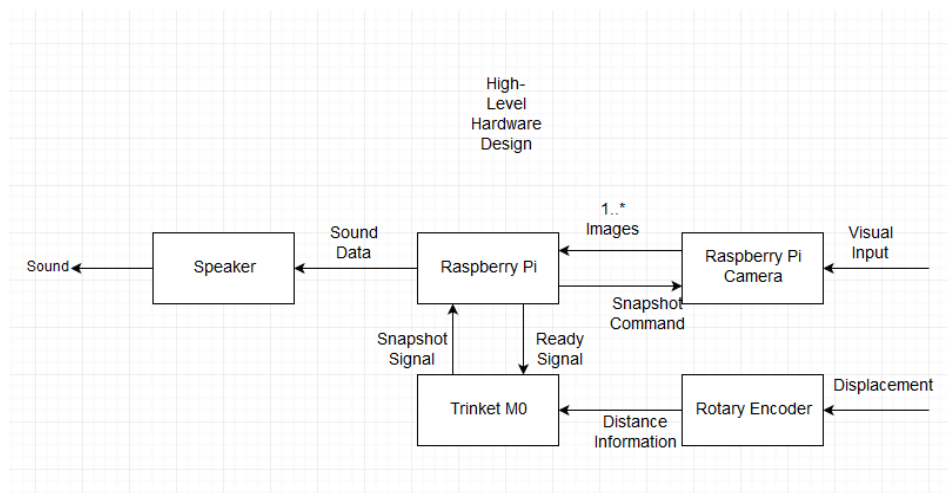 High-
Level
Hardware
Design
1..*
Images
Sound
Data
Visual
Input
Sound
Speaker
Raspberry Pi
Raspberry Pi
Camera
Snapshot
Command
Snapshot
Signal
Ready
Signal
Displacement
Trinket M0
Rotary Encoder
Distance
Information